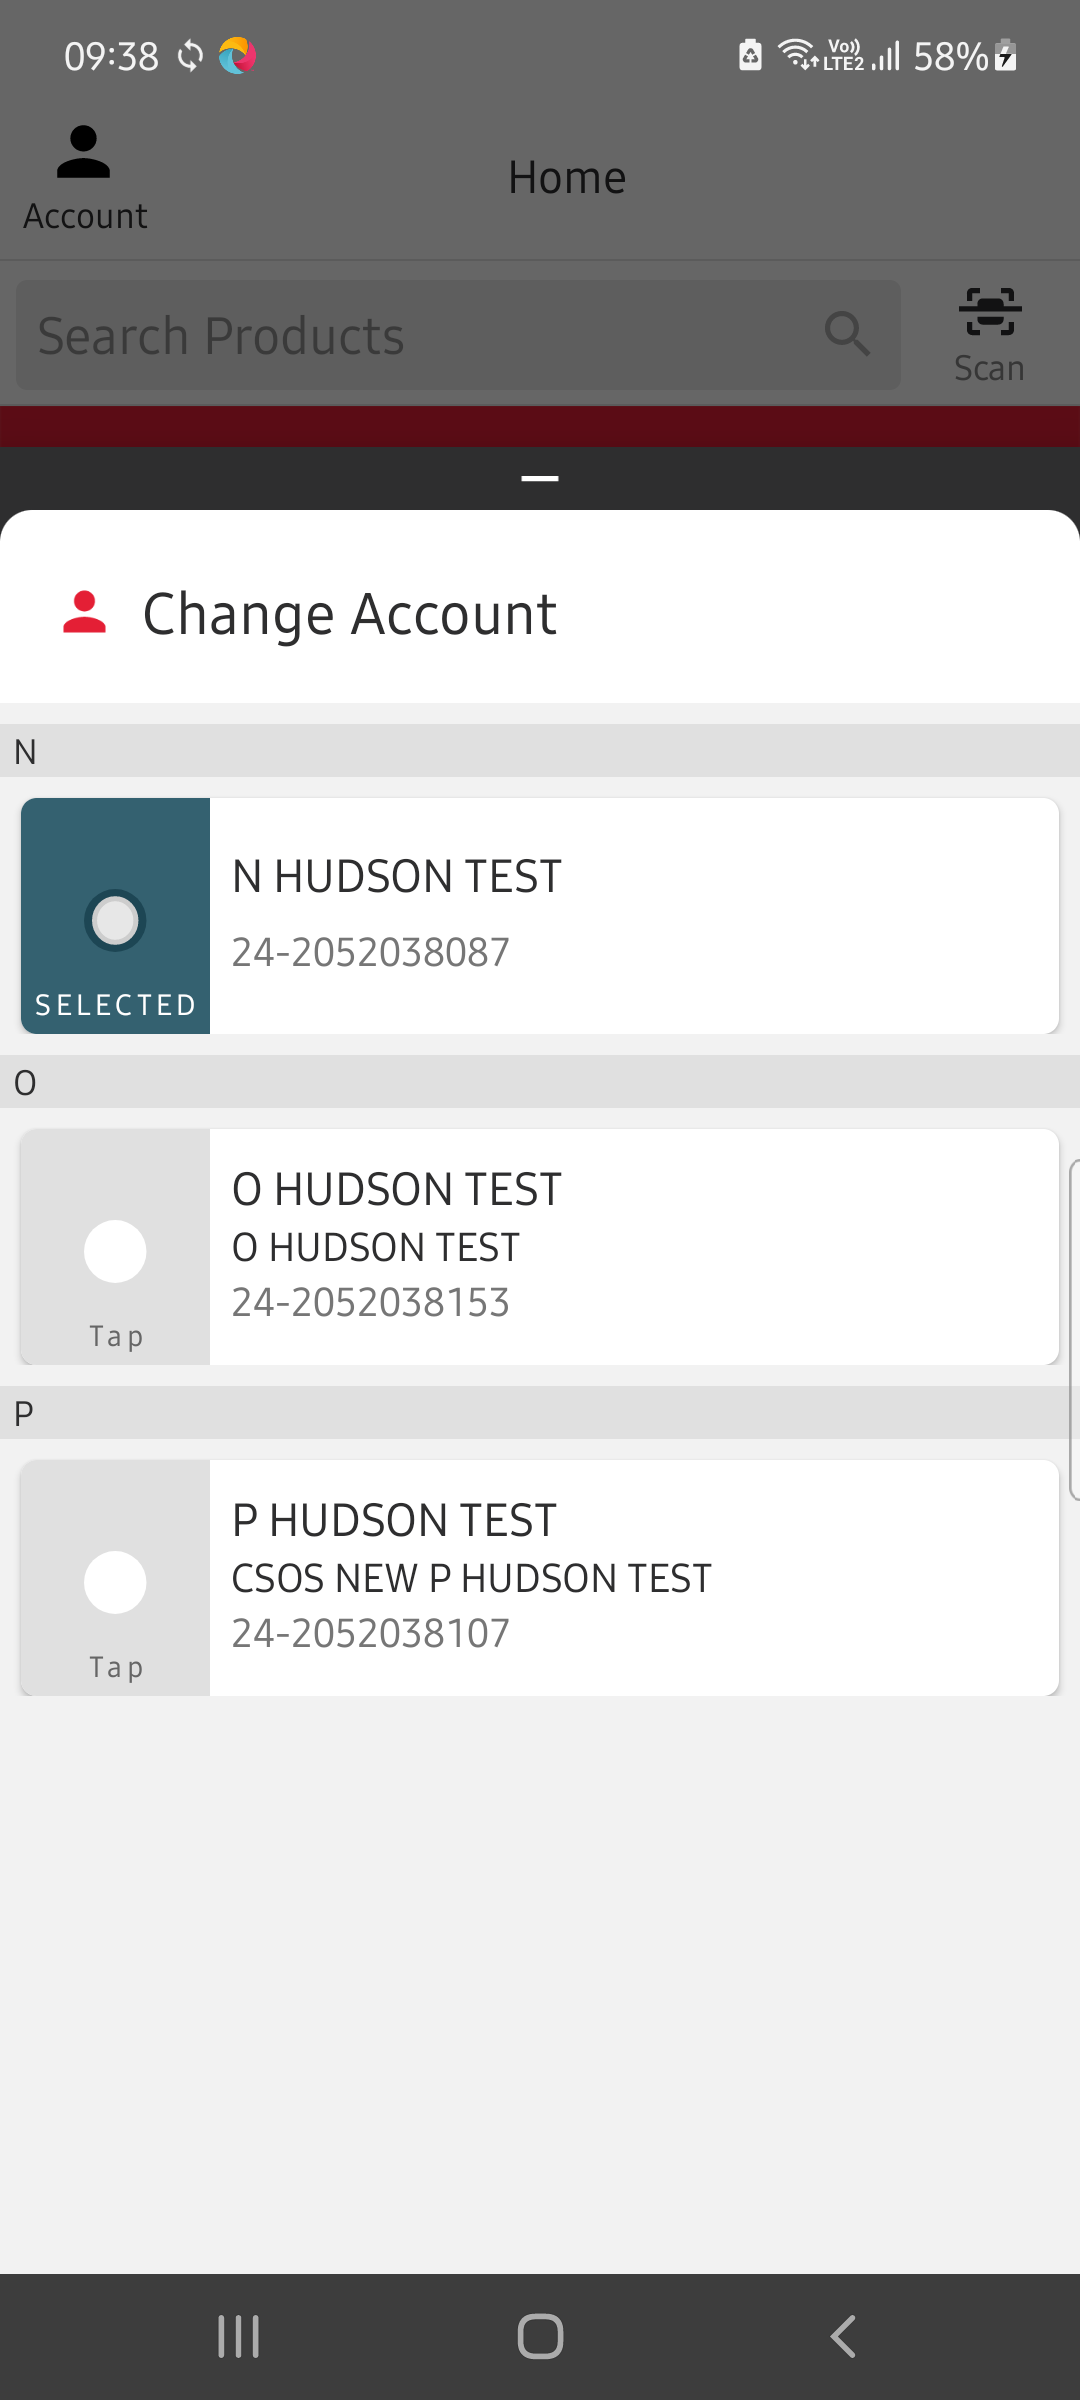 09:38
Vo)) LTE2 58%
Account
Home
Search Products
Scan
Change Account
N
N HUDSON TEST
24-2052038087
SELECTED
O
O HUDSON TEST
O HUDSON TEST
24-2052038153
Tap
P
P HUDSON TEST
CSOS NEW P HUDSON TEST
24-2052038107
Tap